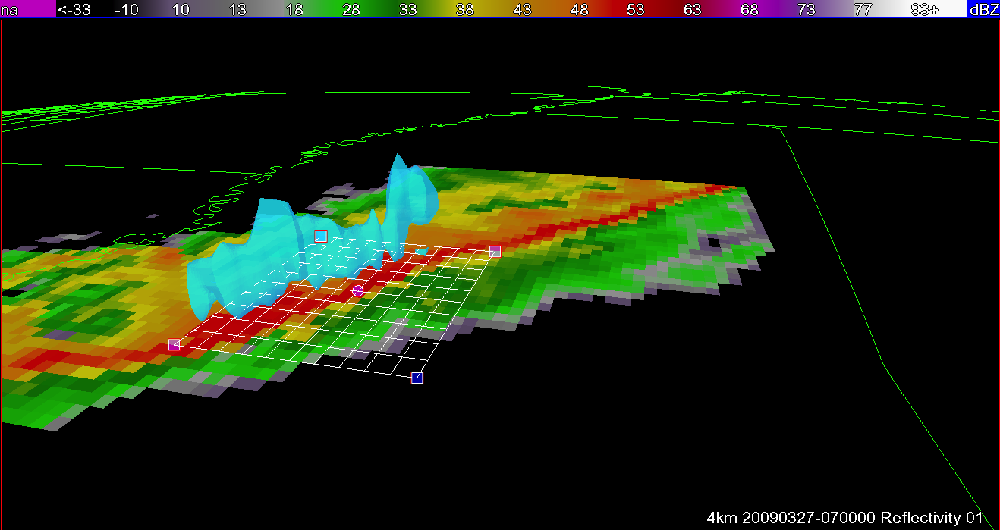 na <-33 -10 10 13 18 28 33 38 43 48 53 63 68 73 77 98+ dBZ
4km 20090327-070000 Reflectivity 01